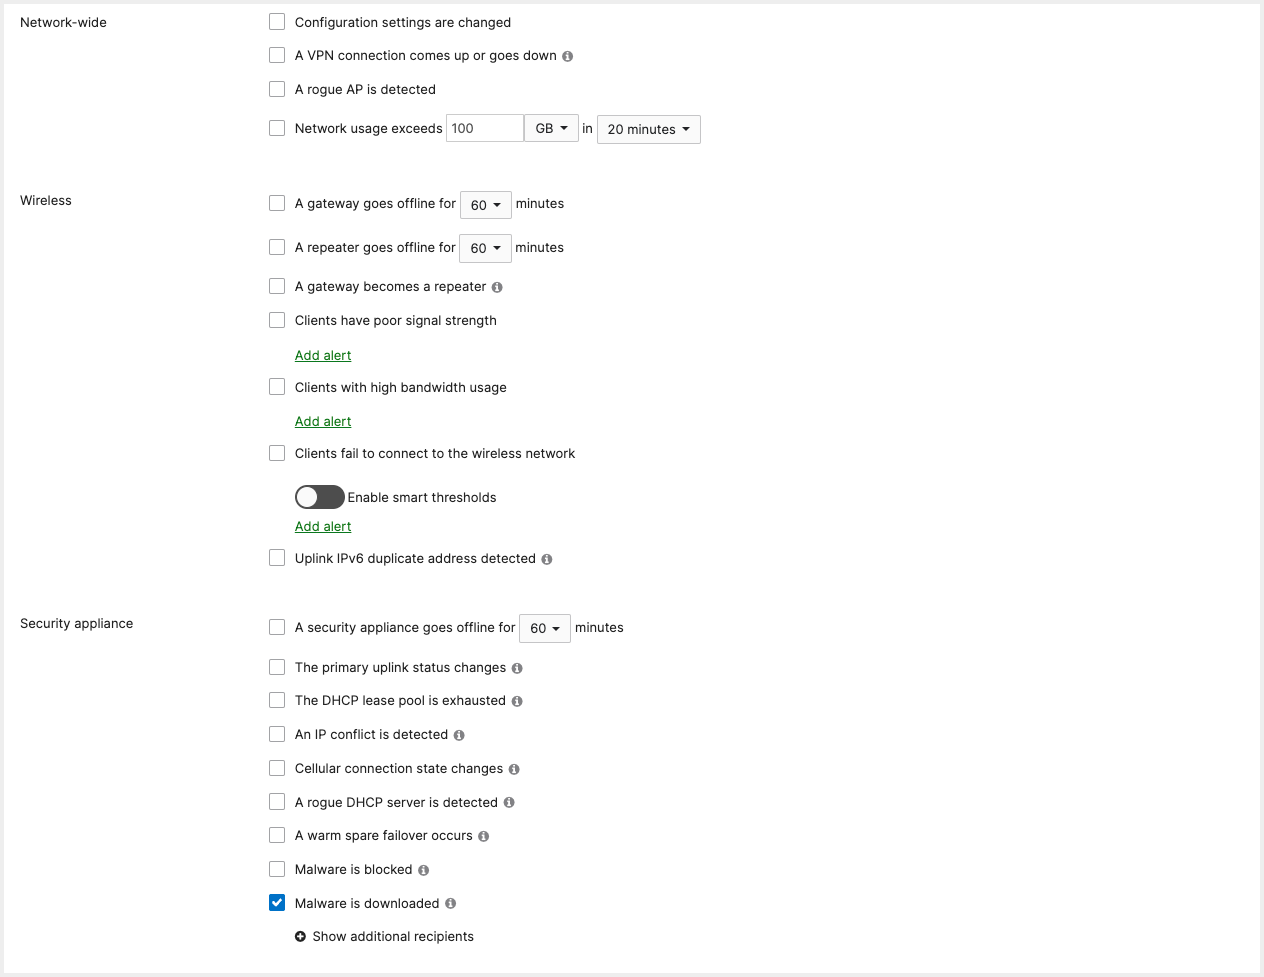 Network-wide
Configuration settings are changed
A VPN connection comes up or goes down
A rogue AP is detected
Network usage exceeds 100 GB in 20 minutes
Wireless
A gateway goes offline for 60 minutes
A repeater goes offline for 60 minutes
A gateway becomes a repeater
Clients have poor signal strength
Add alert
Clients with high bandwidth usage
Add alert
Clients fail to connect to the wireless network
Enable smart thresholds
Add alert
Uplink IPv6 duplicate address detected
Security appliance
A security appliance goes offline for 60 minutes
The primary uplink status changes
The DHCP lease pool is exhausted
An IP conflict is detected
Cellular connection state changes
A rogue DHCP server is detected
A warm spare failover occurs
Malware is blocked
Malware is downloaded
Show additional recipients